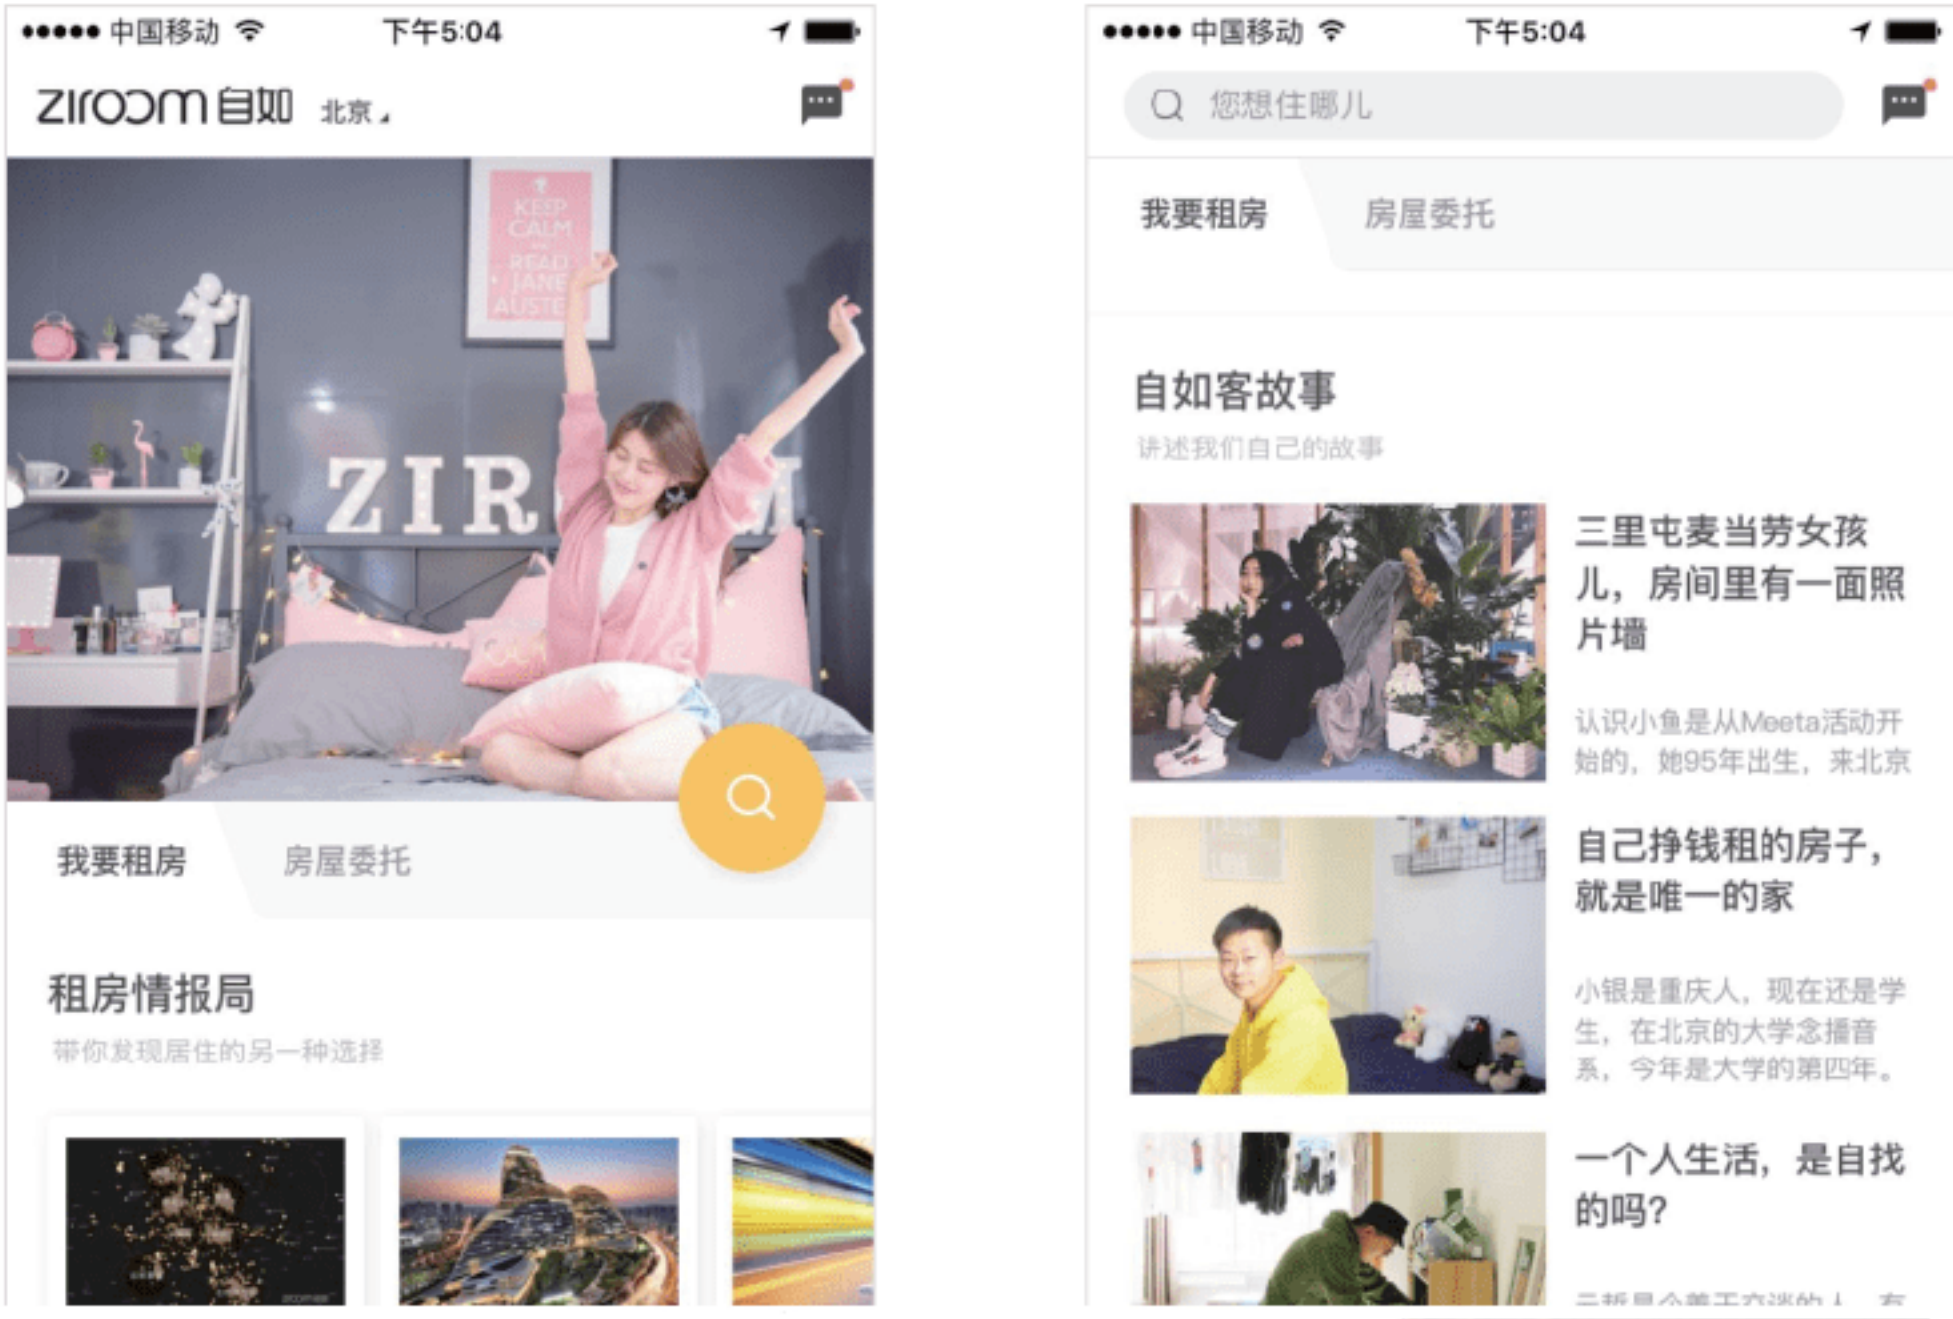 中国移动 下午5:04
ziroom 自如 北京
KEEP
CALM
READ
JANE
ZIR M
我要租房 房屋委托
租房情报局
带你发现居住的另一种选择
中国移动 下午5:04
您想住哪儿
我要租房 房屋委托
自如客故事
讲述我们自己的故事
三里屯麦当劳女孩
儿，房间里有一面照
片墙
认识小鱼是从Meeta活动开
始的，她95年出生，来北京
自己挣钱租的房子，
就是唯一的家
小银是重庆人，现在还是学
生，在北京的大学念播音
系，今年是大学的第四年。
一个人生活，是自找
的吗？